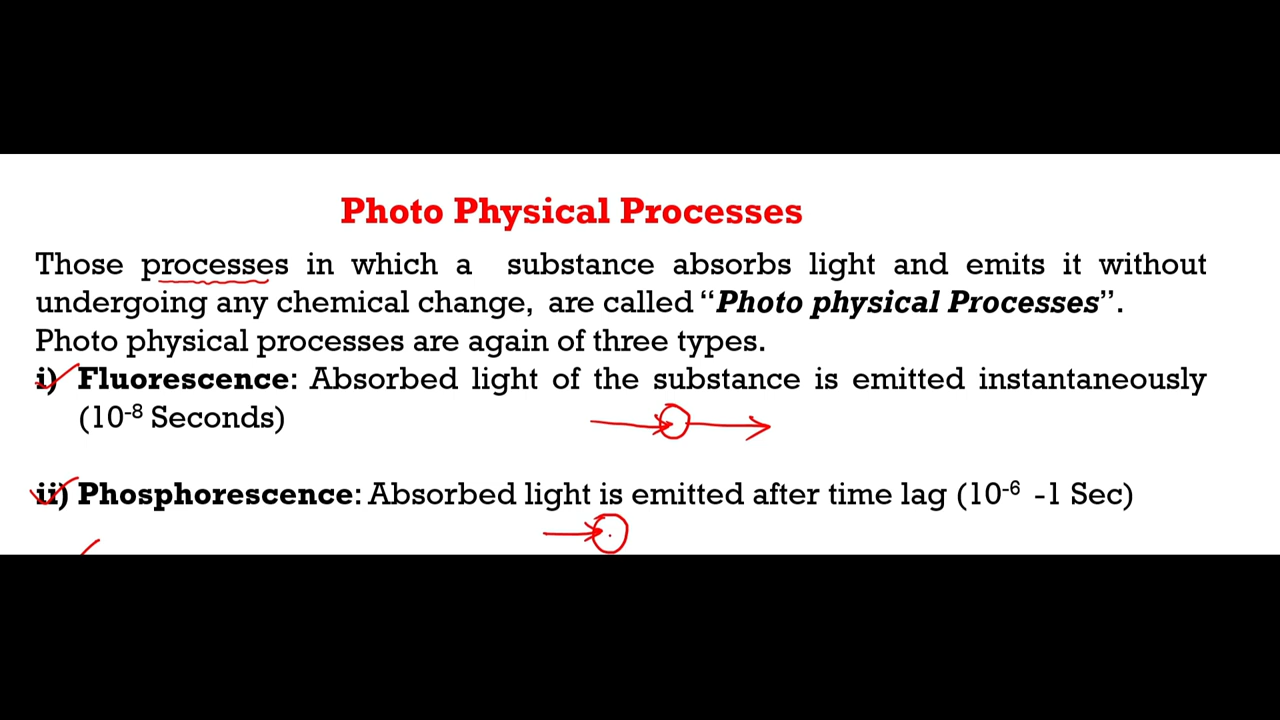 Photo Physical Processes
Those processes in which a substance absorbs light and emits it without
undergoing any chemical change, are called “Photo physical Processes”.
Photo physical processes are again of three types.
i) Fluorescence: Absorbed light of the substance is emitted instantaneously
(10⁻⁸ Seconds)
ii) Phosphorescence: Absorbed light is emitted after time lag (10⁻⁶ -1 Sec)